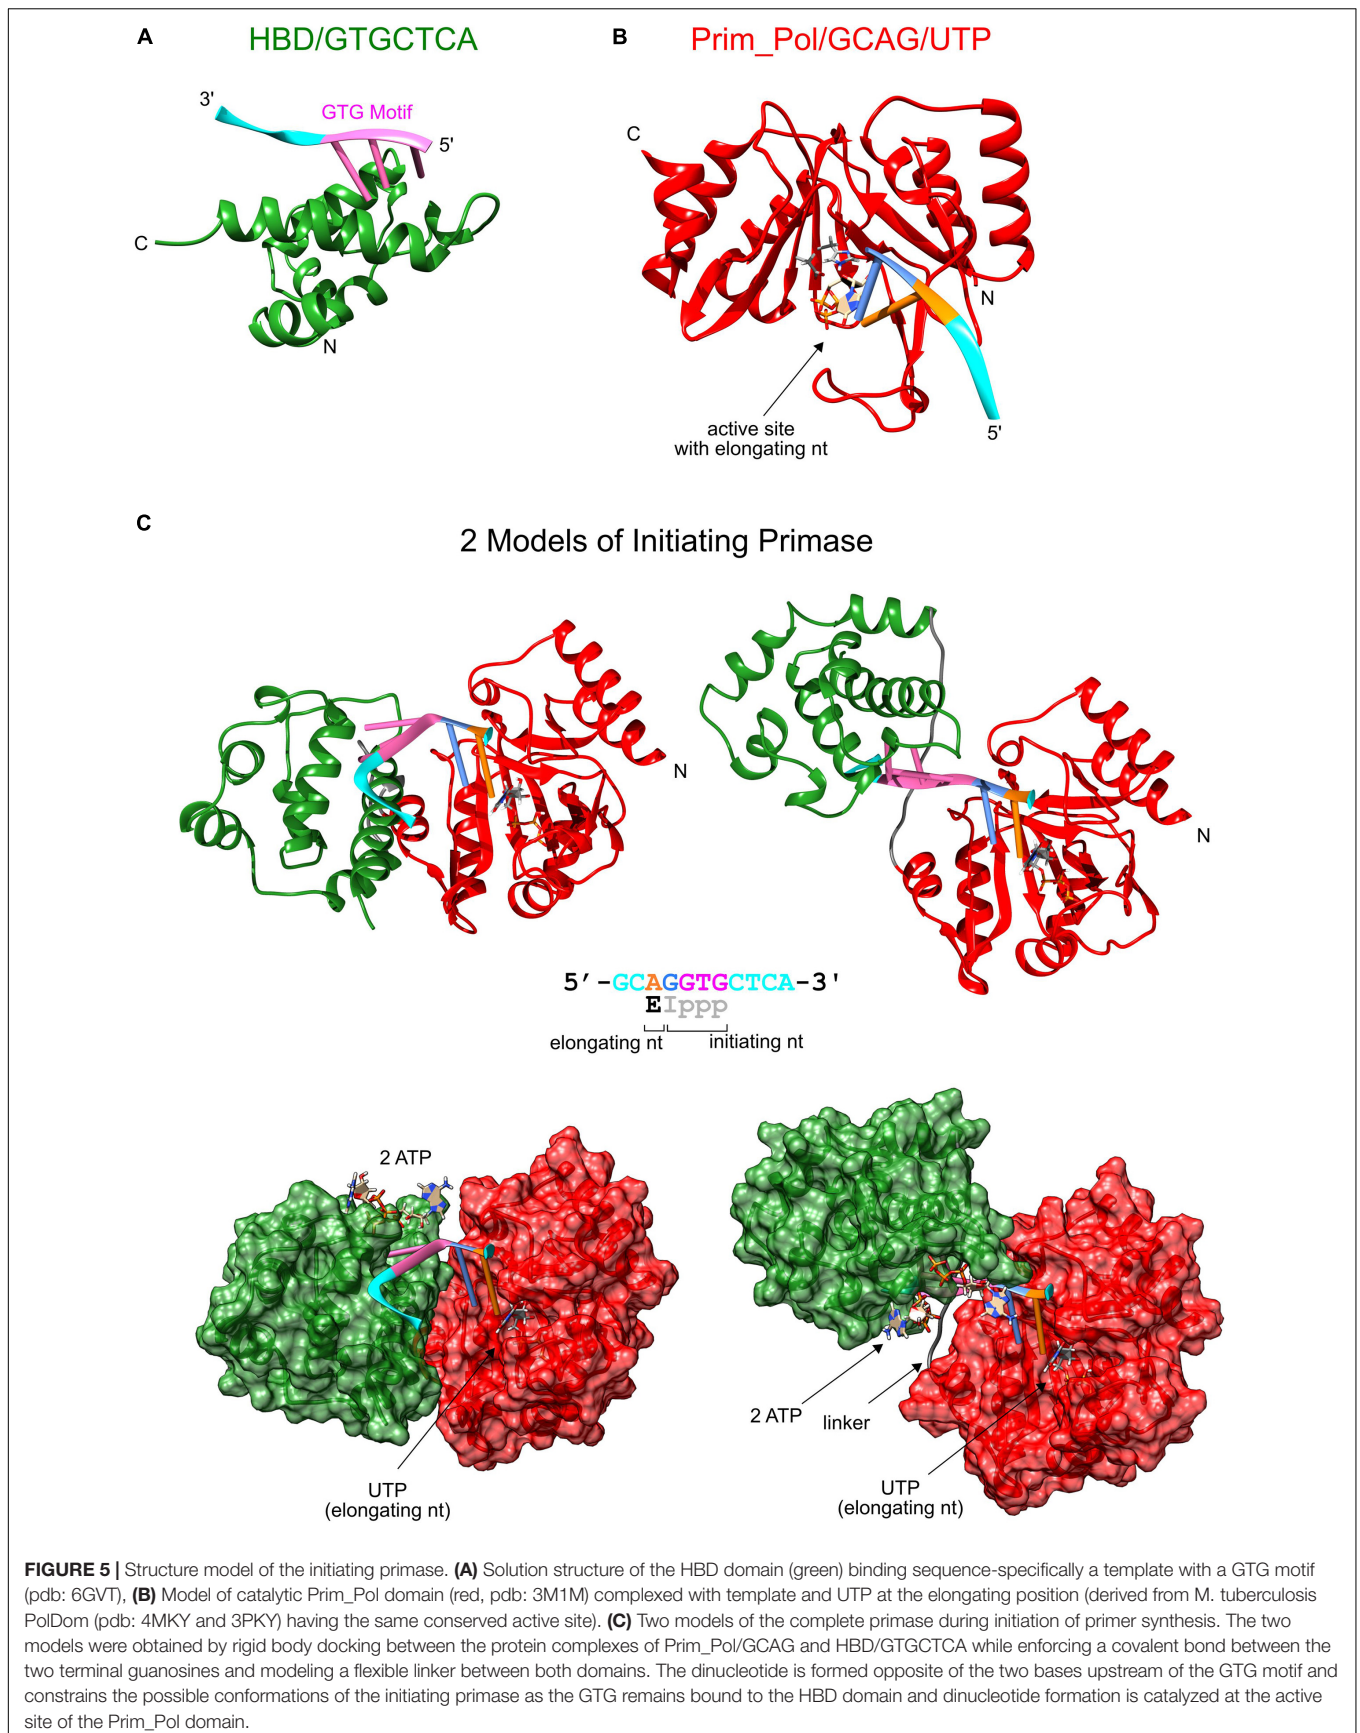 A
HBD/GTGCTCA
3'
GTG Motif
5'
C
N
B
Prim_Pol/GCAG/UTP
C
N
active site
with elongating nt
5'
C
2 Models of Initiating Primase
N
N
5′-GCAGGTGCTCA-3'
EIppp
elongating nt
initiating nt
2 ATP
UTP
(elongating nt)
2 ATP
linker
UTP
(elongating nt)
FIGURE 5 | Structure model of the initiating primase. (A) Solution structure of the HBD domain (green) binding sequence-specifically a template with a GTG motif
(pdb: 6GVT), (B) Model of catalytic Prim_Pol domain (red, pdb: 3M1M) complexed with template and UTP at the elongating position (derived from M. tuberculosis
PolDom (pdb: 4MKY and 3PKY) having the same conserved active site). (C) Two models of the complete primase during initiation of primer synthesis. The two
models were obtained by rigid body docking between the protein complexes of Prim_Pol/GCAG and HBD/GTGCTCA while enforcing a covalent bond between the
two terminal guanosines and modeling a flexible linker between both domains. The dinucleotide is formed opposite of the two bases upstream of the GTG motif and
constrains the possible conformations of the initiating primase as the GTG remains bound to the HBD domain and dinucleotide formation is catalyzed at the active
site of the Prim_Pol domain.